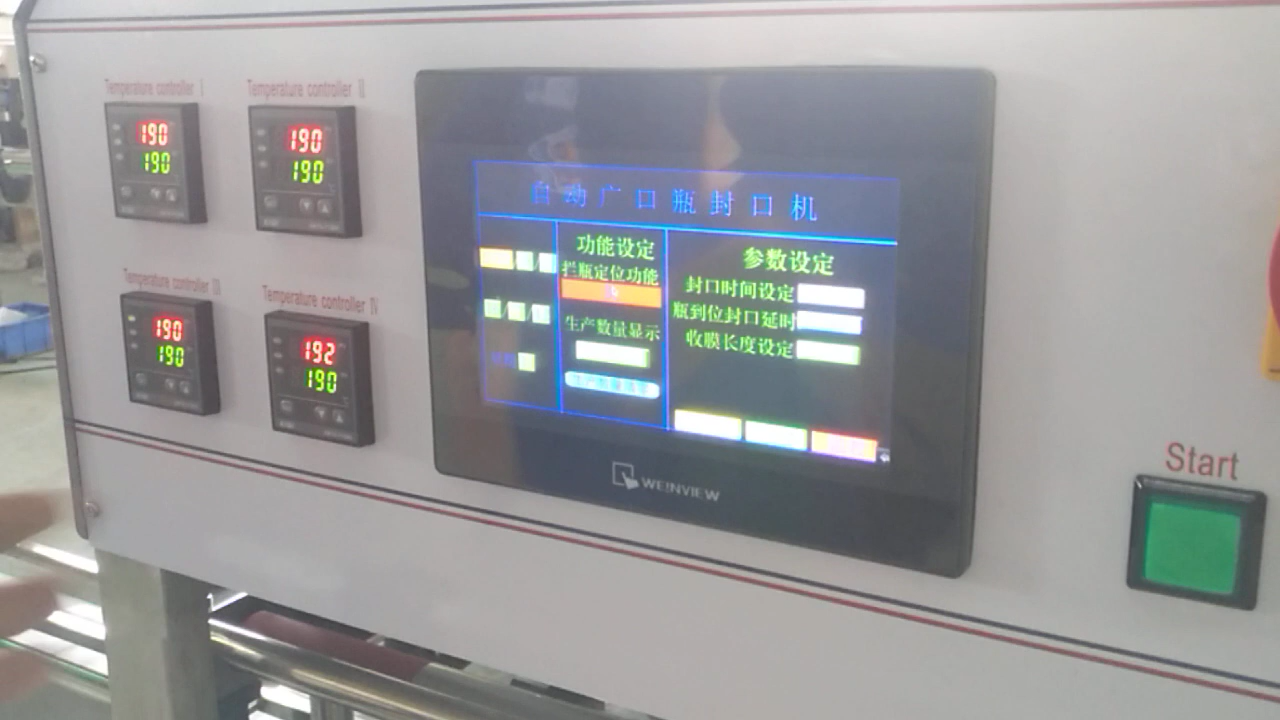 Temperature controller I
Temperature controller II
190
190
190
190
Temperature controller III
Temperature controller IV
190
190
192
190
自动广口瓶封口机
功能设定
拦瓶定位功能
生产数量显示
参数设定
封口时间设定
瓶到位封口延时
收膜长度设定
WEINVIEW
Start